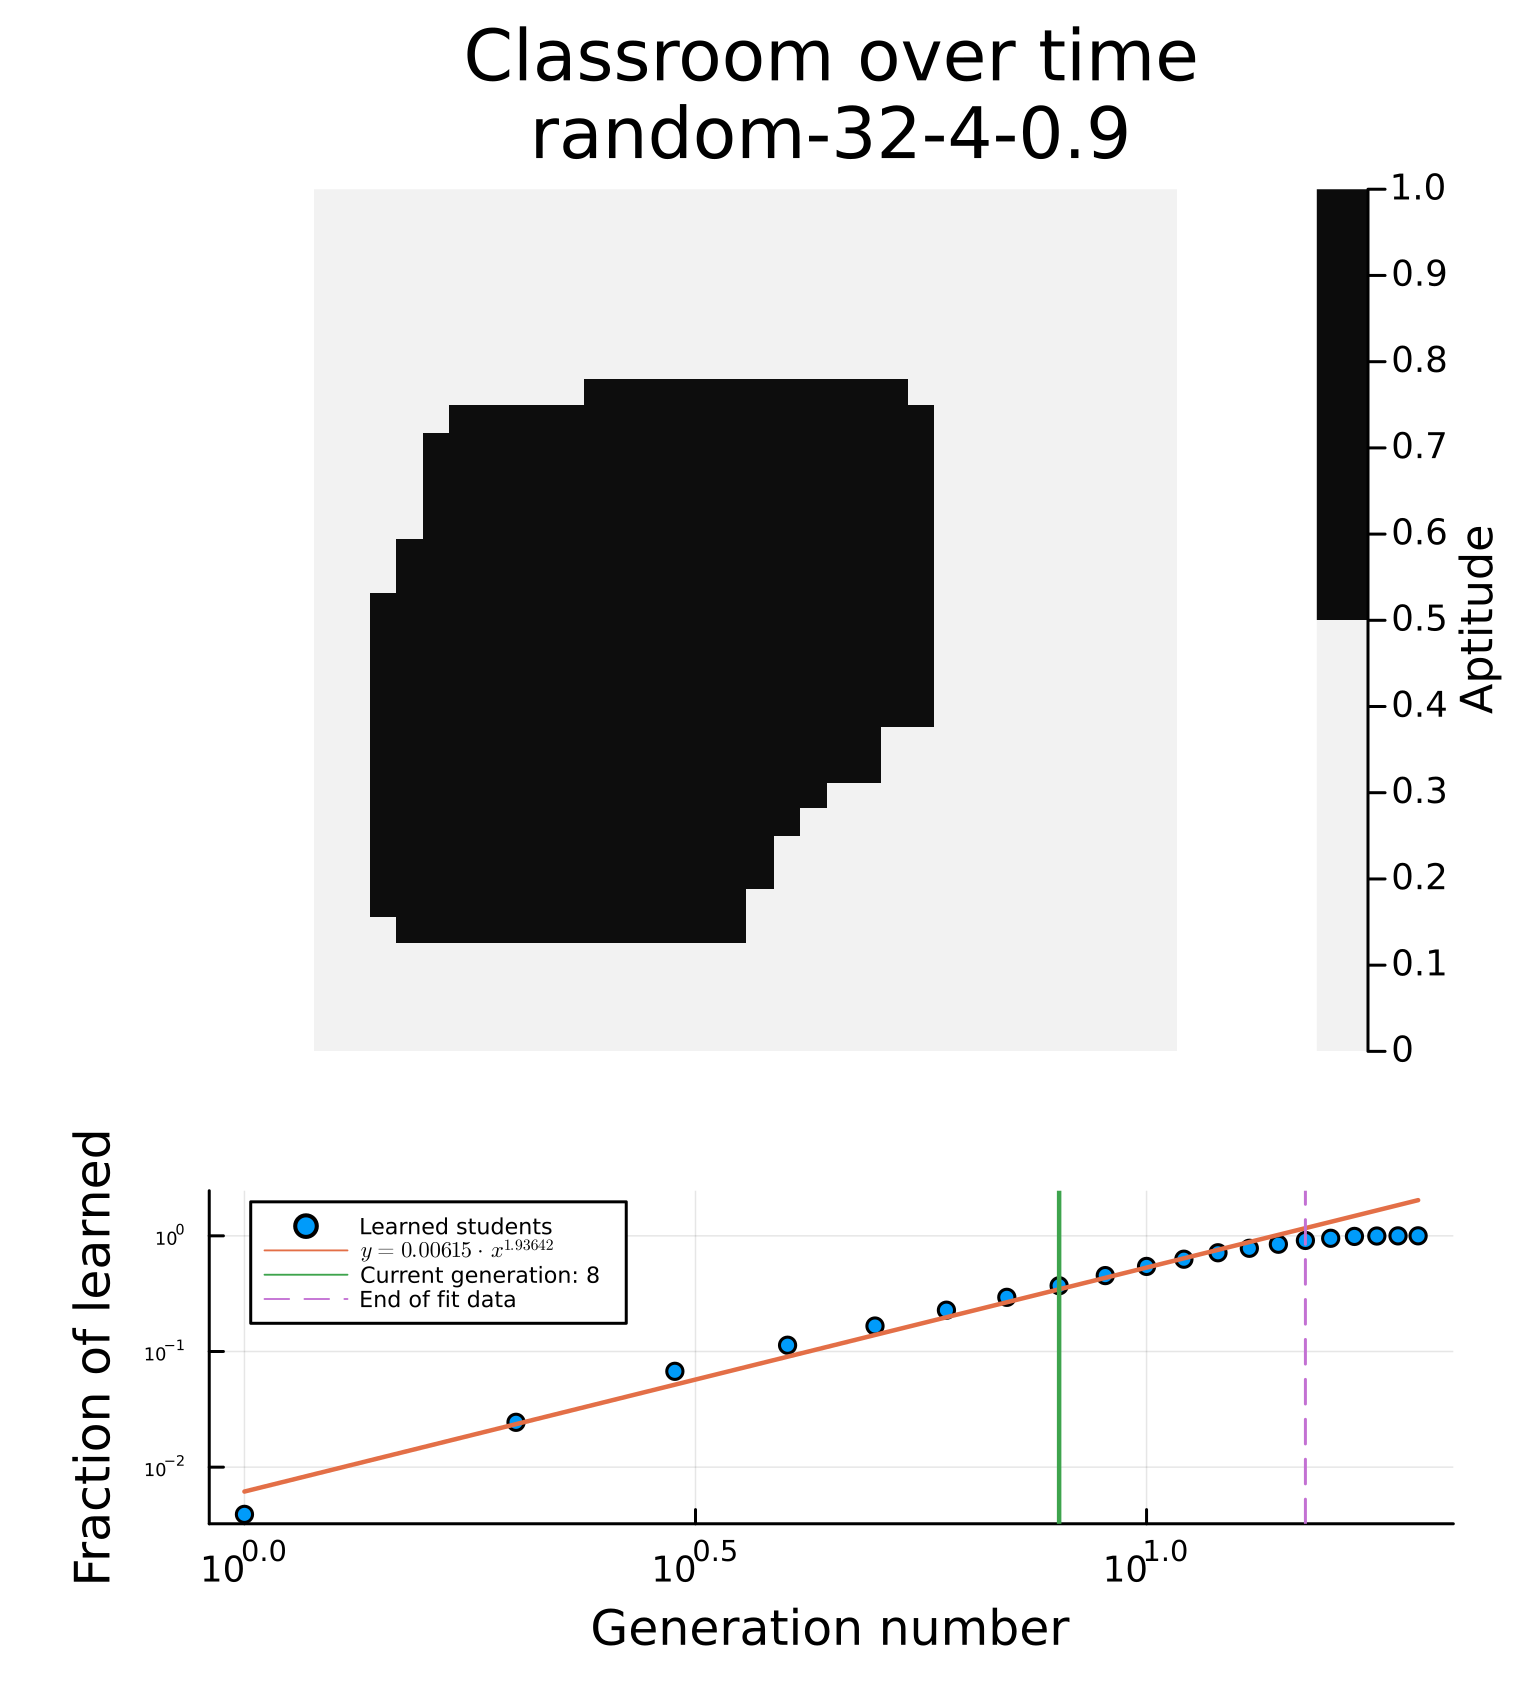 Classroom over time
random-32-4-0.9
1.0
0.9
0.8
0.7
0.6
0.5
0.4
0.3
0.2
0.1
0
Aptitude
Fraction of learned
10⁰
10⁻¹
10⁻²
Learned students
y = 0.00615 · x^1.93642
Current generation: 8
End of fit data
10^0.0
10^0.5
10^1.0
Generation number